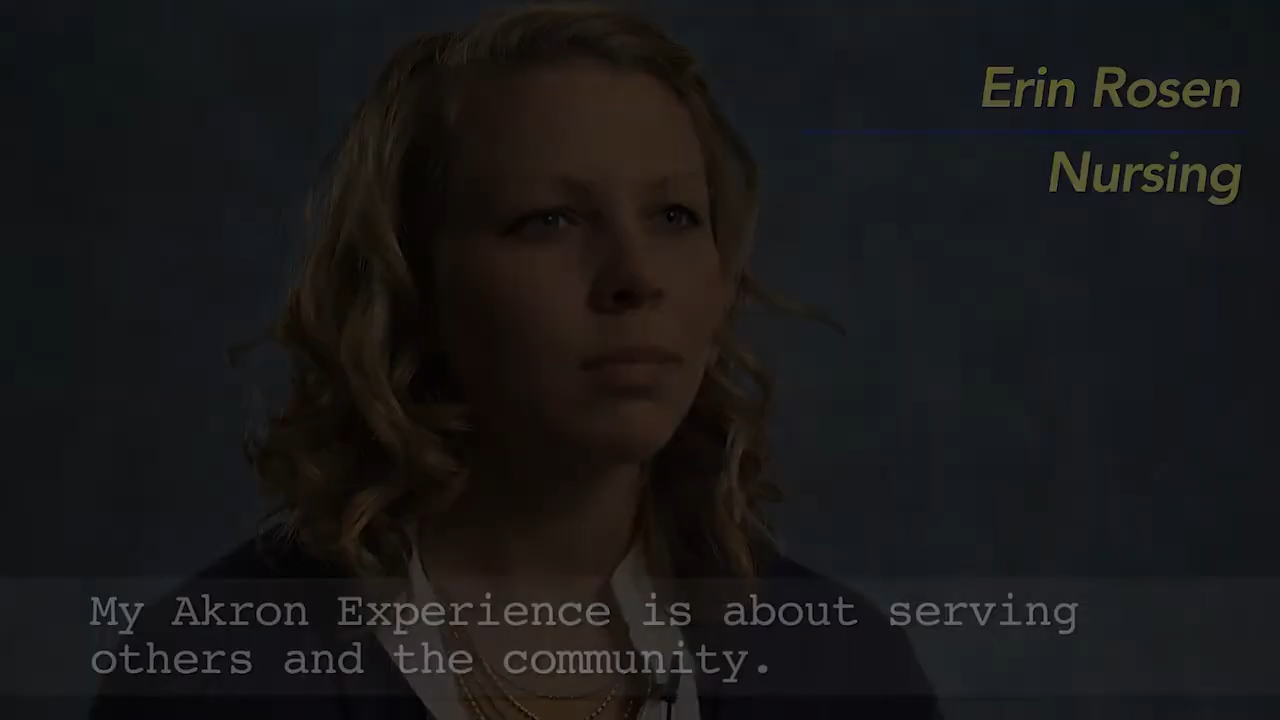 Erin Rosen
Nursing
My Akron Experience is about serving
others and the community.